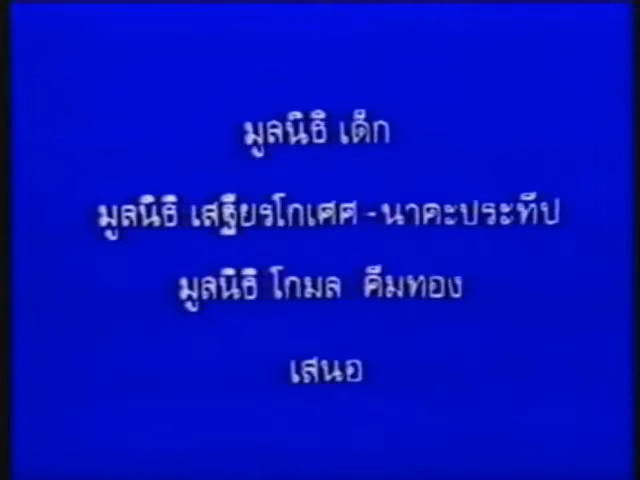 มูลนิธิ เด็ก
มูลนิธิ เสฐียรโกเศศ - นาคะประทีป
มูลนิธิ โกมล คีมทอง
เสนอ